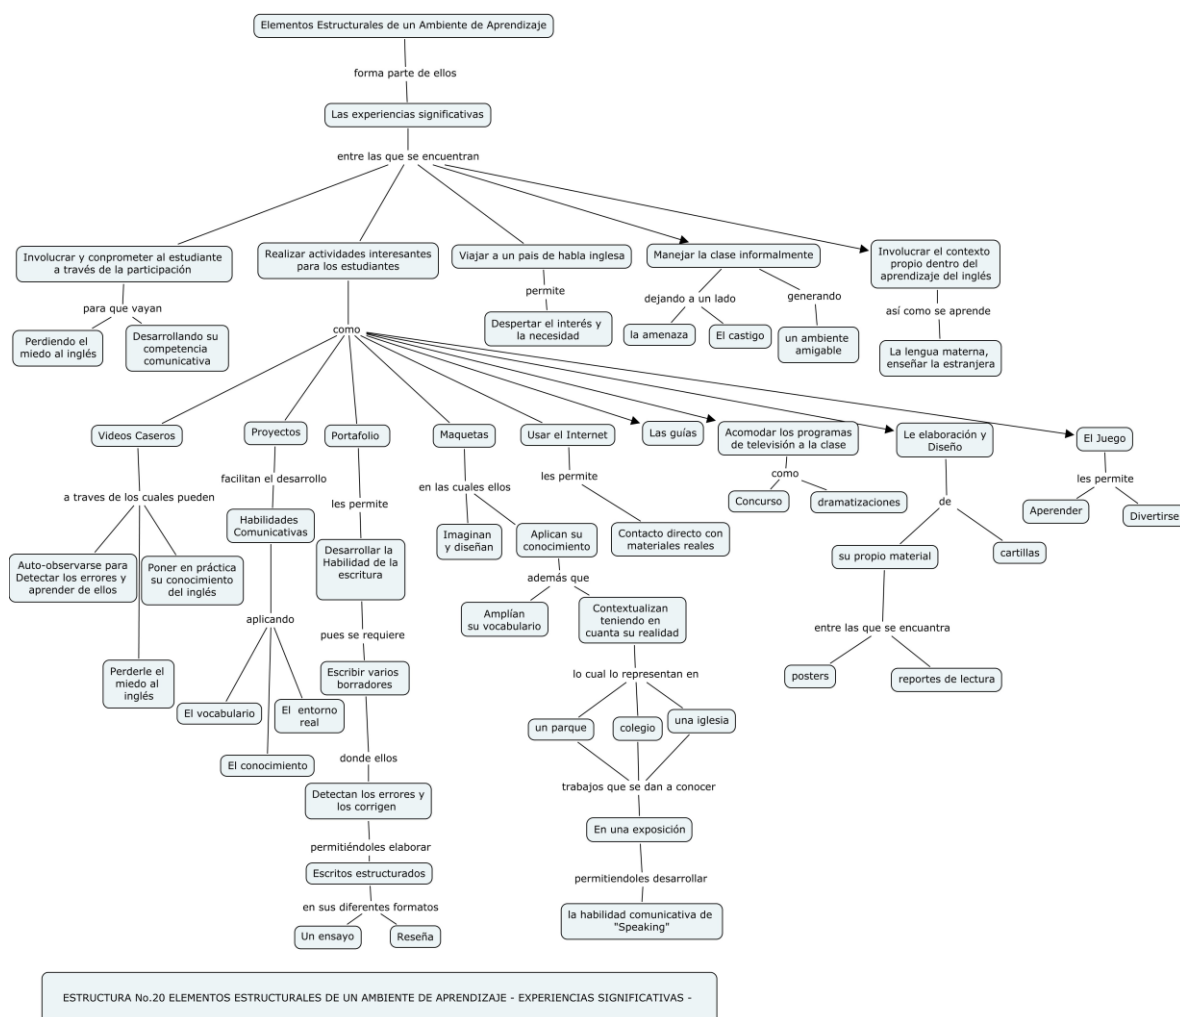 Elementos Estructurales de un Ambiente de Aprendizaje
forma parte de ellos
Las experiencias significativas
entre las que se encuentran
Involucrar y conprometer al estudiante
a través de la participación
para que vayan
Perdiendo el
miedo al inglés
Desarrollando su
competencia
comunicativa
Realizar actividades interesantes
para los estudiantes
como
Viajar a un pais de habla inglesa
permite
Despertar el interés y
la necesidad
Manejar la clase informalmente
dejando a un lado
la amenaza
El castigo
generando
un ambiente
amigable
Involucrar el contexto
propio dentro del
aprendizaje del inglés
así como se aprende
La lengua materna,
enseñar la estranjera
Videos Caseros
a traves de los cuales pueden
Auto-observarse para
Detectar los errores y
aprender de ellos
Poner en práctica
su conocimiento
del inglés
Perderle el
miedo al
inglés
Proyectos
facilitan el desarrollo
Habilidades
Comunicativas
aplicando
El vocabulario
El entorno
real
El conocimiento
Portafolio
les permite
Desarrollar la
Habilidad de la
escritura
pues se requiere
Escribir varios
borradores
donde ellos
Detectan los errores y
los corrigen
permitiéndoles elaborar
Escritos estructurados
en sus diferentes formatos
Un ensayo
Reseña
Maquetas
en las cuales ellos
Imaginan
y diseñan
Aplican su
conocimiento
además que
Amplían
su vocabulario
Contextualizan
teniendo en
cuanta su realidad
lo cual lo representan en
un parque
colegio
una iglesia
trabajos que se dan a conocer
En una exposición
permitiendoles desarrollar
la habilidad comunicativa de
"Speaking"
Usar el Internet
les permite
Contacto directo con
materiales reales
Las guías
Acomodar los programas
de televisión a la clase
como
Concurso
dramatizaciones
Le elaboración y
Diseño
de
su propio material
cartillas
entre las que se encuantra
posters
reportes de lectura
El Juego
les permite
Aperender
Divertirse
ESTRUCTURA No.20 ELEMENTOS ESTRUCTURALES DE UN AMBIENTE DE APRENDIZAJE - EXPERIENCIAS SIGNIFICATIVAS -